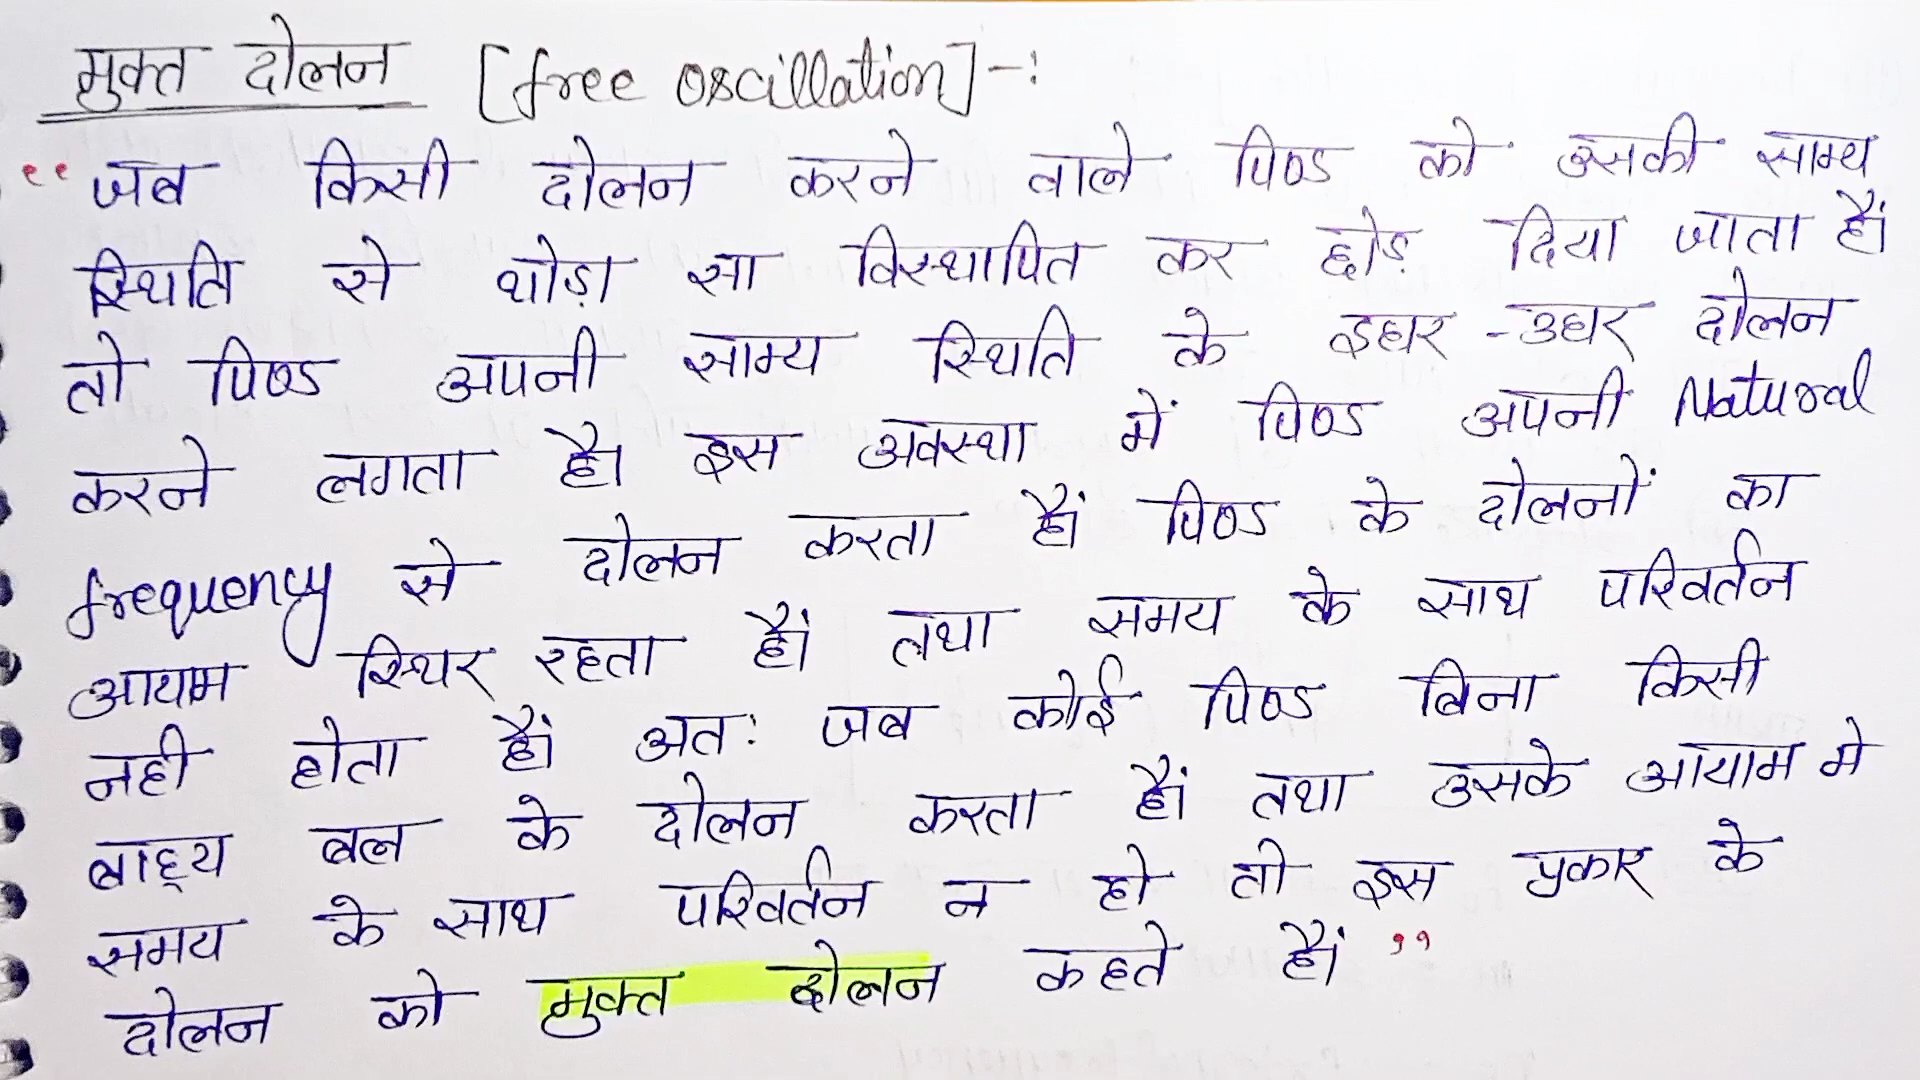 मुक्त दोलन [free oscillation] -:
“ जब किसी दोलन करने वाले पिण्ड को उसकी साम्य
स्थिति से थोड़ा सा विस्थापित कर छोड़ दिया जाता है।
तो पिण्ड अपनी साम्य स्थिति के इधर - उधर दोलन
करने लगता है। इस अवस्था में पिण्ड अपनी Natural
frequency से दोलन करता है। पिण्ड के दोलनों का
आयाम स्थिर रहता है। तथा समय के साथ परिवर्तन
नही होता है। अतः जब कोई पिण्ड बिना किसी
बाह्य बल के दोलन करता है। तथा उसके आयाम मे
समय के साथ परिवर्तन न हो तो इस प्रकार के
दोलन को मुक्त दोलन कहते है। ”